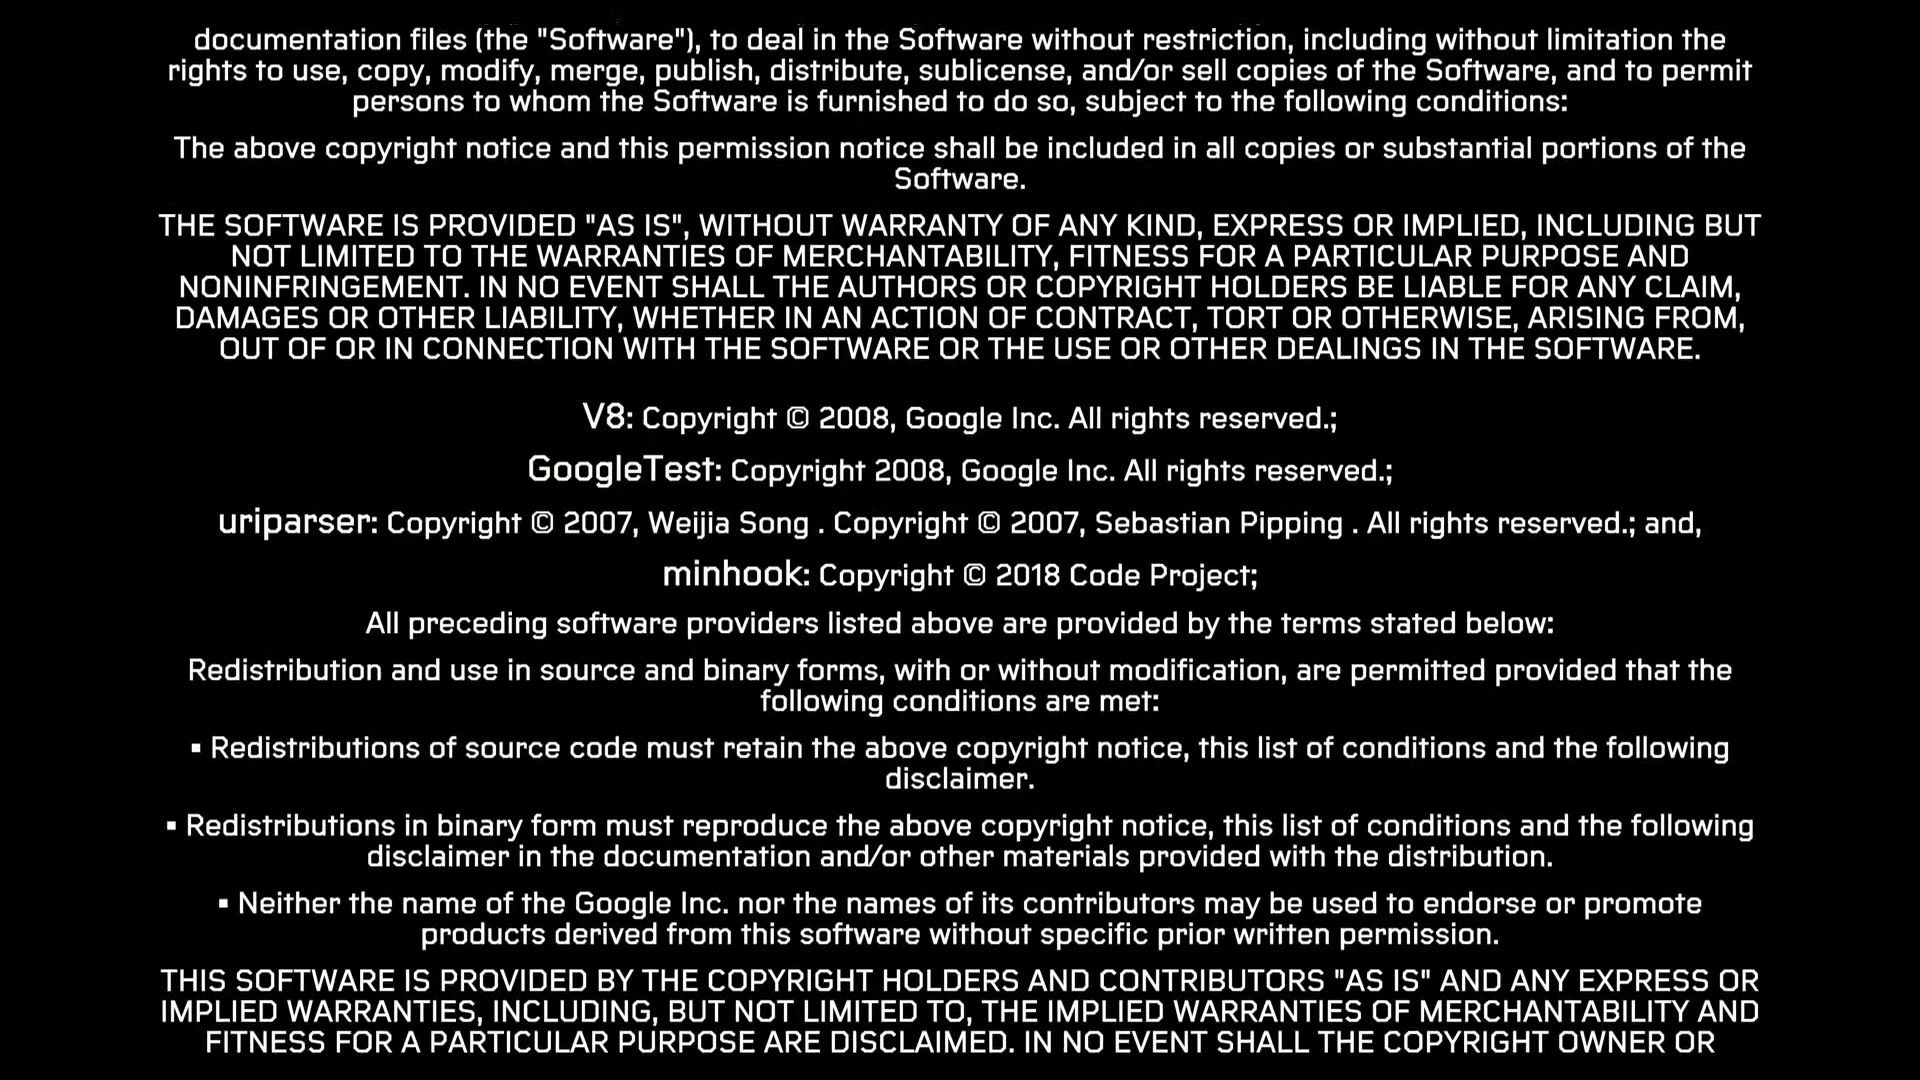 documentation files (the "Software"), to deal in the Software without restriction, including without limitation the
rights to use, copy, modify, merge, publish, distribute, sublicense, and/or sell copies of the Software, and to permit
persons to whom the Software is furnished to do so, subject to the following conditions:
The above copyright notice and this permission notice shall be included in all copies or substantial portions of the
Software.
THE SOFTWARE IS PROVIDED "AS IS", WITHOUT WARRANTY OF ANY KIND, EXPRESS OR IMPLIED, INCLUDING BUT
NOT LIMITED TO THE WARRANTIES OF MERCHANTABILITY, FITNESS FOR A PARTICULAR PURPOSE AND
NONINFRINGEMENT. IN NO EVENT SHALL THE AUTHORS OR COPYRIGHT HOLDERS BE LIABLE FOR ANY CLAIM,
DAMAGES OR OTHER LIABILITY, WHETHER IN AN ACTION OF CONTRACT, TORT OR OTHERWISE, ARISING FROM,
OUT OF OR IN CONNECTION WITH THE SOFTWARE OR THE USE OR OTHER DEALINGS IN THE SOFTWARE.
V8: Copyright © 2008, Google Inc. All rights reserved.;
GoogleTest: Copyright 2008, Google Inc. All rights reserved.;
uriparser: Copyright © 2007, Weijia Song . Copyright © 2007, Sebastian Pipping . All rights reserved.; and,
minhook: Copyright © 2018 Code Project;
All preceding software providers listed above are provided by the terms stated below:
Redistribution and use in source and binary forms, with or without modification, are permitted provided that the
following conditions are met:
▪ Redistributions of source code must retain the above copyright notice, this list of conditions and the following
disclaimer.
▪ Redistributions in binary form must reproduce the above copyright notice, this list of conditions and the following
disclaimer in the documentation and/or other materials provided with the distribution.
▪ Neither the name of the Google Inc. nor the names of its contributors may be used to endorse or promote
products derived from this software without specific prior written permission.
THIS SOFTWARE IS PROVIDED BY THE COPYRIGHT HOLDERS AND CONTRIBUTORS "AS IS" AND ANY EXPRESS OR
IMPLIED WARRANTIES, INCLUDING, BUT NOT LIMITED TO, THE IMPLIED WARRANTIES OF MERCHANTABILITY AND
FITNESS FOR A PARTICULAR PURPOSE ARE DISCLAIMED. IN NO EVENT SHALL THE COPYRIGHT OWNER OR